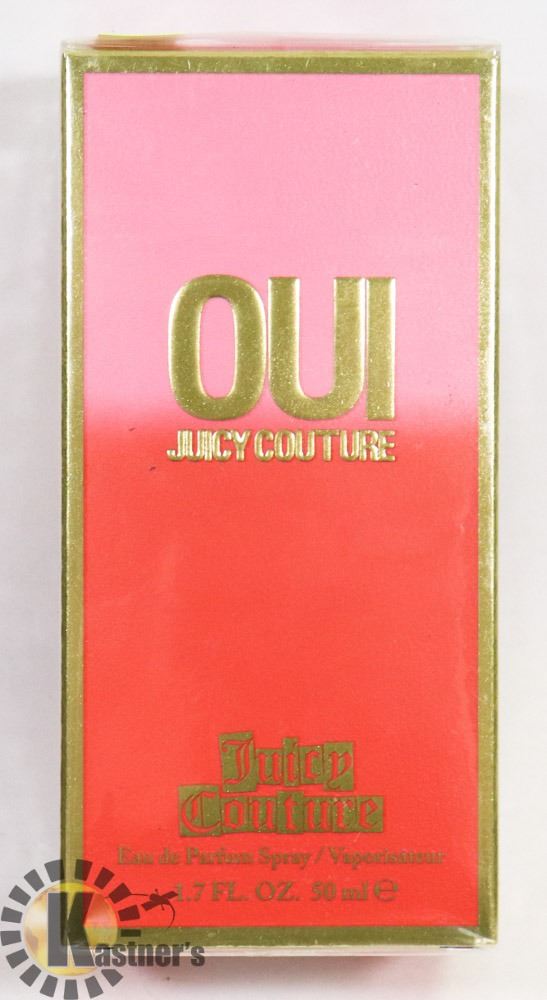 OUI
JUICY COUTURE
Juicy
Couture
Eau de Parfum Spray / Vaporisateur
1.7 FL. OZ. 50 ml ℮
Kastner's